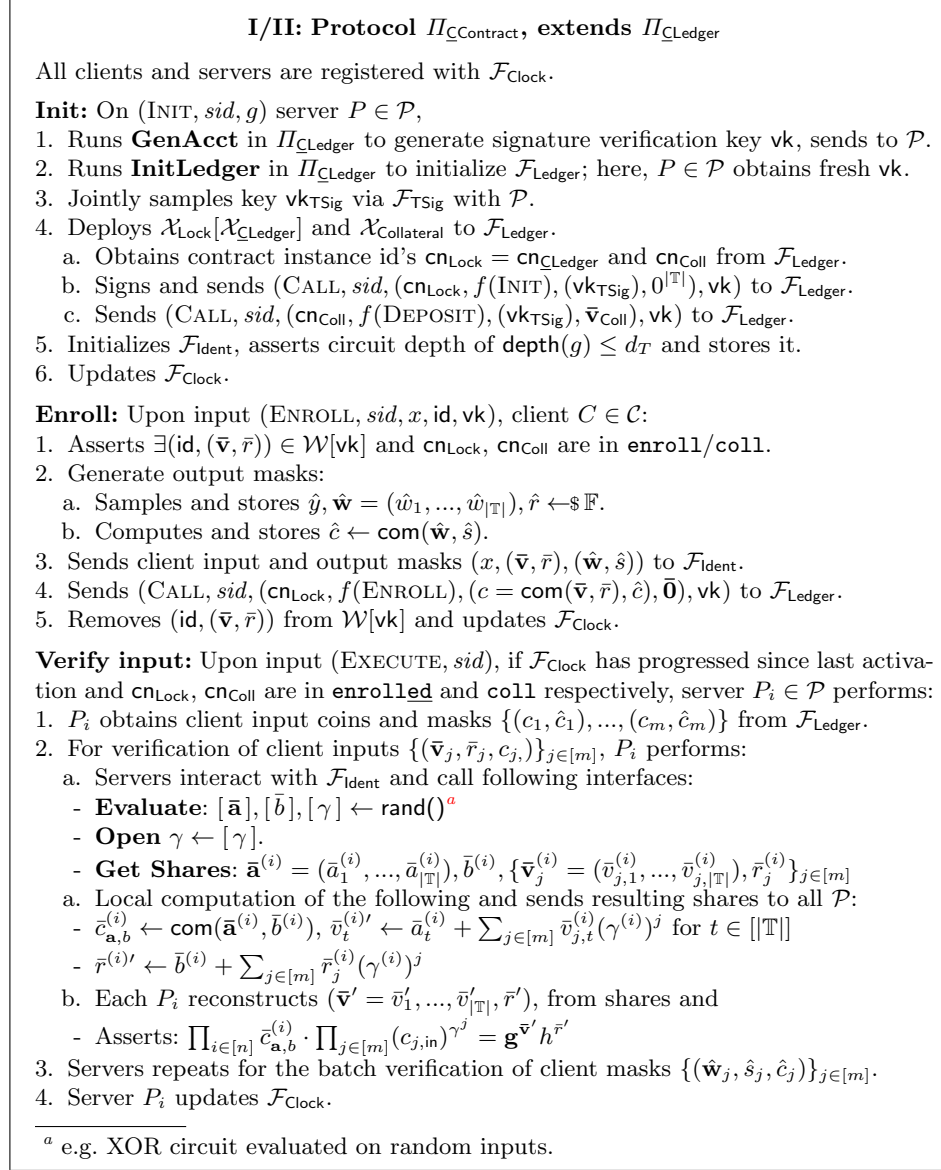 I/II: Protocol Π_CContract, extends Π_CLedger
All clients and servers are registered with F_Clock.
Init: On (INIT, sid, g) server P ∈ P,
1. Runs GenAcct in Π_CLedger to generate signature verification key vk, sends to P.
2. Runs InitLedger in Π_CLedger to initialize F_Ledger; here, P ∈ P obtains fresh vk.
3. Jointly samples key vk_TSig via F_TSig with P.
4. Deploys X_Lock[X_CLedger] and X_Collateral to F_Ledger.
a. Obtains contract instance id's cn_Lock = cn_CLedger and cn_Coll from F_Ledger.
b. Signs and sends (CALL, sid, (cn_Lock, f(INIT), (vk_TSig), 0^|𝕋|), vk) to F_Ledger.
c. Sends (CALL, sid, (cn_Coll, f(DEPOSIT), (vk_TSig), v̄_Coll), vk) to F_Ledger.
5. Initializes F_Ident, asserts circuit depth of depth(g) ≤ d_T and stores it.
6. Updates F_Clock.
Enroll: Upon input (ENROLL, sid, x, id, vk), client C ∈ C:
1. Asserts ∃(id, (v̄, r̄)) ∈ W[vk] and cn_Lock, cn_Coll are in enroll/coll.
2. Generate output masks:
a. Samples and stores ŷ, ŵ = (ŵ_1, ..., ŵ_|𝕋|), r̂ ←$ 𝔽.
b. Computes and stores ĉ ← com(ŵ, ŝ).
3. Sends client input and output masks (x, (v̄, r̄), (ŵ, ŝ)) to F_Ident.
4. Sends (CALL, sid, (cn_Lock, f(ENROLL), (c = com(v̄, r̄), ĉ), 0̄), vk) to F_Ledger.
5. Removes (id, (v̄, r̄)) from W[vk] and updates F_Clock.
Verify input: Upon input (EXECUTE, sid), if F_Clock has progressed since last activa-
tion and cn_Lock, cn_Coll are in enrolled and coll respectively, server P_i ∈ P performs:
1. P_i obtains client input coins and masks {(c_1, ĉ_1), ..., (c_m, ĉ_m)} from F_Ledger.
2. For verification of client inputs {(v̄_j, r̄_j, c_j,)}_{j∈[m]}, P_i performs:
a. Servers interact with F_Ident and call following interfaces:
- Evaluate: [ā], [b̄], [γ] ← rand()^a
- Open γ ← [γ].
- Get Shares: ā^(i) = (ā_1^(i), ..., ā_|𝕋|^(i)), b̄^(i), {v̄_j^(i) = (v̄_{j,1}^(i), ..., v̄_{j,|𝕋|}^(i)), r̄_j^(i)}_{j∈[m]}
a. Local computation of the following and sends resulting shares to all P:
- c̄_{a,b}^(i) ← com(ā^(i), b̄^(i)), v̄_t^(i)′ ← ā_t^(i) + ∑_{j∈[m]} v̄_{j,t}^(i)(γ^(i))^j for t ∈ [|𝕋|]
- r̄^(i)′ ← b̄^(i) + ∑_{j∈[m]} r̄_j^(i)(γ^(i))^j
b. Each P_i reconstructs (v̄′ = v̄′_1, ..., v̄′_|𝕋|, r̄′), from shares and
- Asserts: ∏_{i∈[n]} c̄_{a,b}^(i) · ∏_{j∈[m]}(c_{j,in})^{γ^j} = g^{v̄′}h^{r̄′}
3. Servers repeats for the batch verification of client masks {(ŵ_j, ŝ_j, ĉ_j)}_{j∈[m]}.
4. Server P_i updates F_Clock.
^a e.g. XOR circuit evaluated on random inputs.